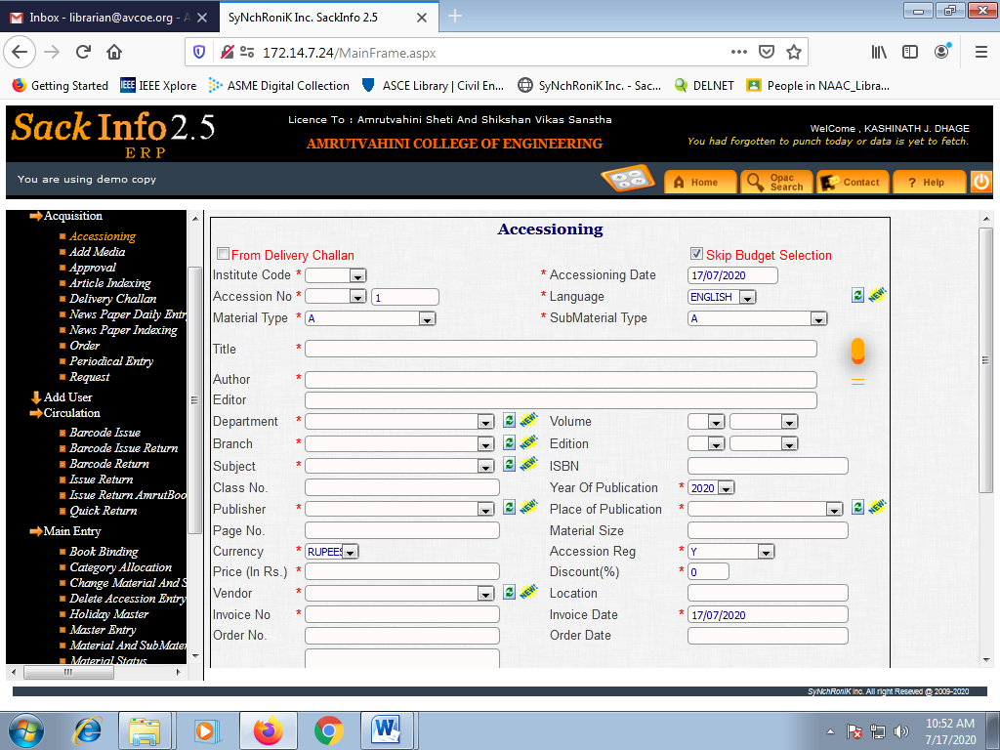 Inbox - librarian@avcoe.org - A
SyNchRoniK Inc. SackInfo 2.5
172.14.7.24/MainFrame.aspx
Getting Started IEEE IEEE Xplore ASME Digital Collection ASCE Library | Civil En... SyNchRoniK Inc. - Sac... DELNET People in NAAC_Libra...
Sack Info 2.5
ERP
Licence To : Amrutvahini Sheti And Shikshan Vikas Sanstha
AMRUTVAHINI COLLEGE OF ENGINEERING
WelCome , KASHINATH J. DHAGE
You had forgotten to punch today or data is yet to fetch.
You are using demo copy
Home Opac Search Contact ? Help
Acquisition
Accessioning
Add Media
Approval
Article Indexing
Delivery Challan
News Paper Daily Entr
News Paper Indexing
Order
Periodical Entry
Request
Add User
Circulation
Barcode Issue
Barcode Issue Return
Barcode Return
Issue Return
Issue Return AmrutBoo
Quick Return
Main Entry
Book Binding
Category Allocation
Change Material And S
Delete Accession Entry
Holiday Master
Master Entry
Material And SubMater
Material Status
Accessioning
From Delivery Challan Skip Budget Selection
Institute Code * * Accessioning Date 17/07/2020
Accession No * 1 * Language ENGLISH NEW!
Material Type * A * SubMaterial Type A
Title *
Author *
Editor
Department * NEW! Volume
Branch * NEW! Edition
Subject * NEW! ISBN
Class No. Year Of Publication * 2020
Publisher * NEW! Place of Publication * NEW!
Page No. Material Size
Currency * RUPEES Accession Reg * Y
Price (In Rs.) * Discount(%) * 0
Vendor * NEW! Location
Invoice No * Invoice Date * 17/07/2020
Order No. Order Date
SyNchRoniK Inc. All right Reseved @ 2009-2020
10:52 AM
7/17/2020